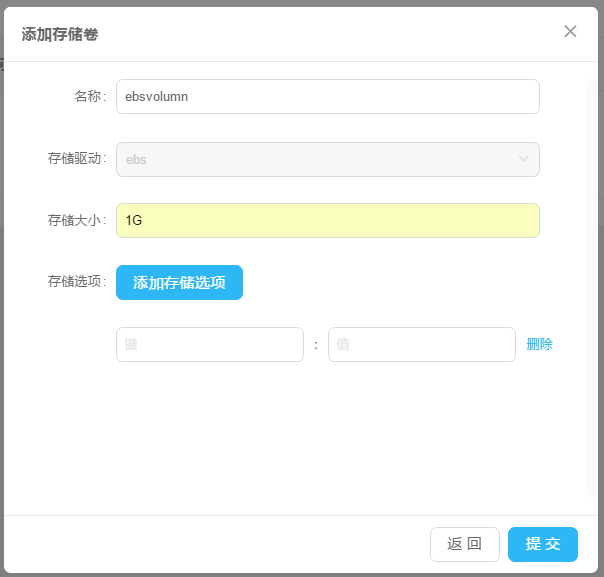 添加存储卷
名称: ebsvolumn
存储驱动: ebs
存储大小: 1G
存储选项: 添加存储选项
键 : 值 删除
返 回 提 交